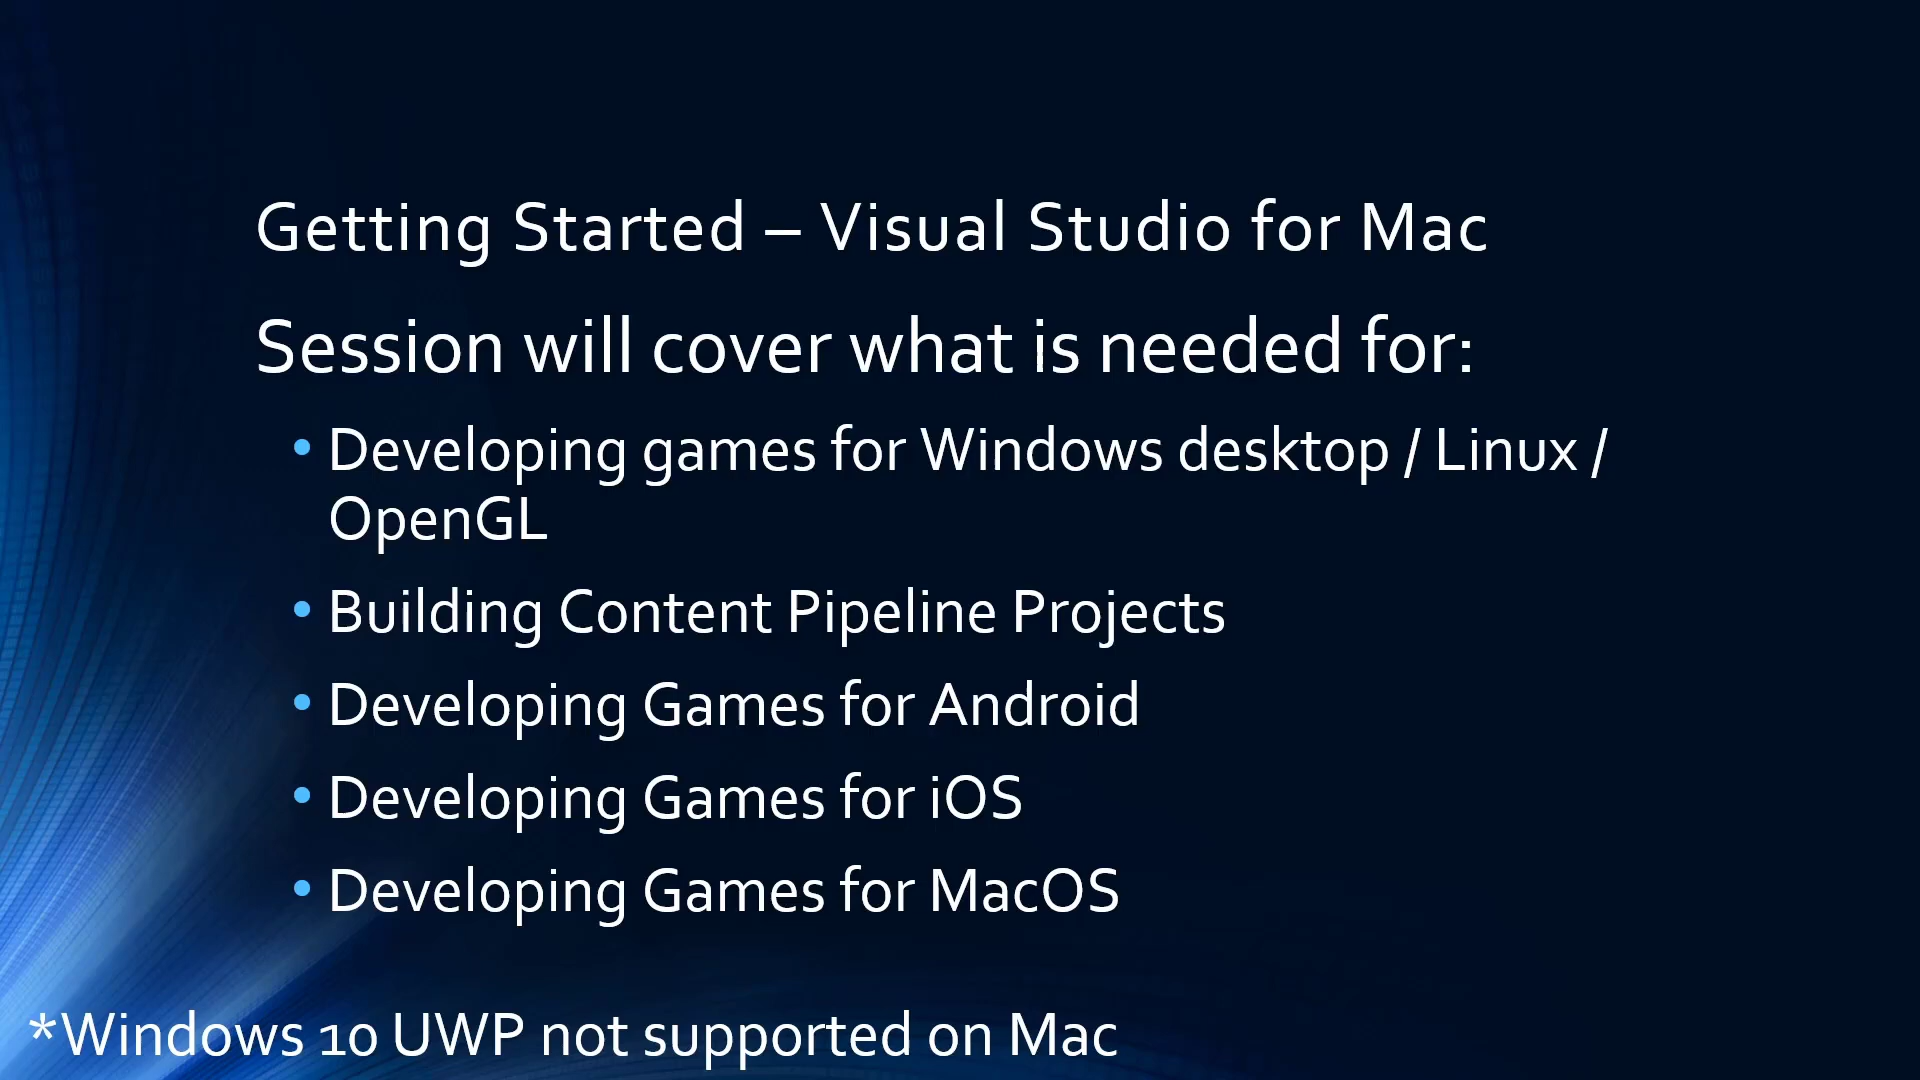 Getting Started – Visual Studio for Mac
Session will cover what is needed for:
• Developing games for Windows desktop / Linux /
OpenGL
• Building Content Pipeline Projects
• Developing Games for Android
• Developing Games for iOS
• Developing Games for MacOS
*Windows 10 UWP not supported on Mac